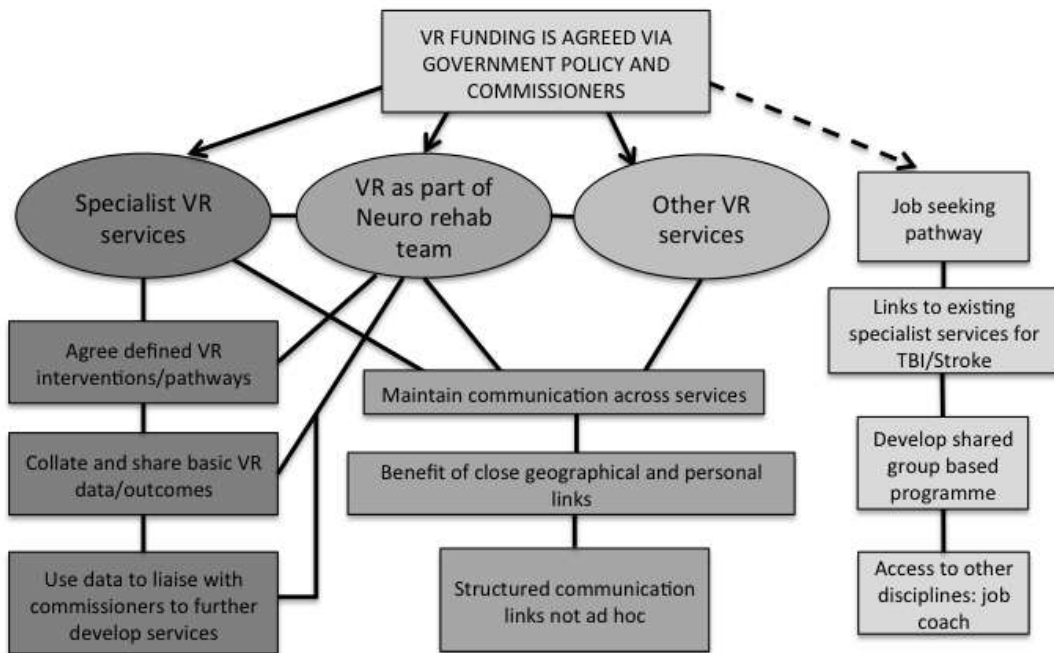 VR FUNDING IS AGREED VIA
GOVERNMENT POLICY AND
COMMISSIONERS
Specialist VR
services
VR as part of
Neuro rehab
team
Other VR
services
Job seeking
pathway
Agree defined VR
interventions/pathways
Collate and share basic VR
data/outcomes
Use data to liaise with
commissioners to further
develop services
Maintain communication across services
Benefit of close geographical and personal
links
Structured communication
links not ad hoc
Links to existing
specialist services for
TBI/Stroke
Develop shared
group based
programme
Access to other
disciplines: job
coach